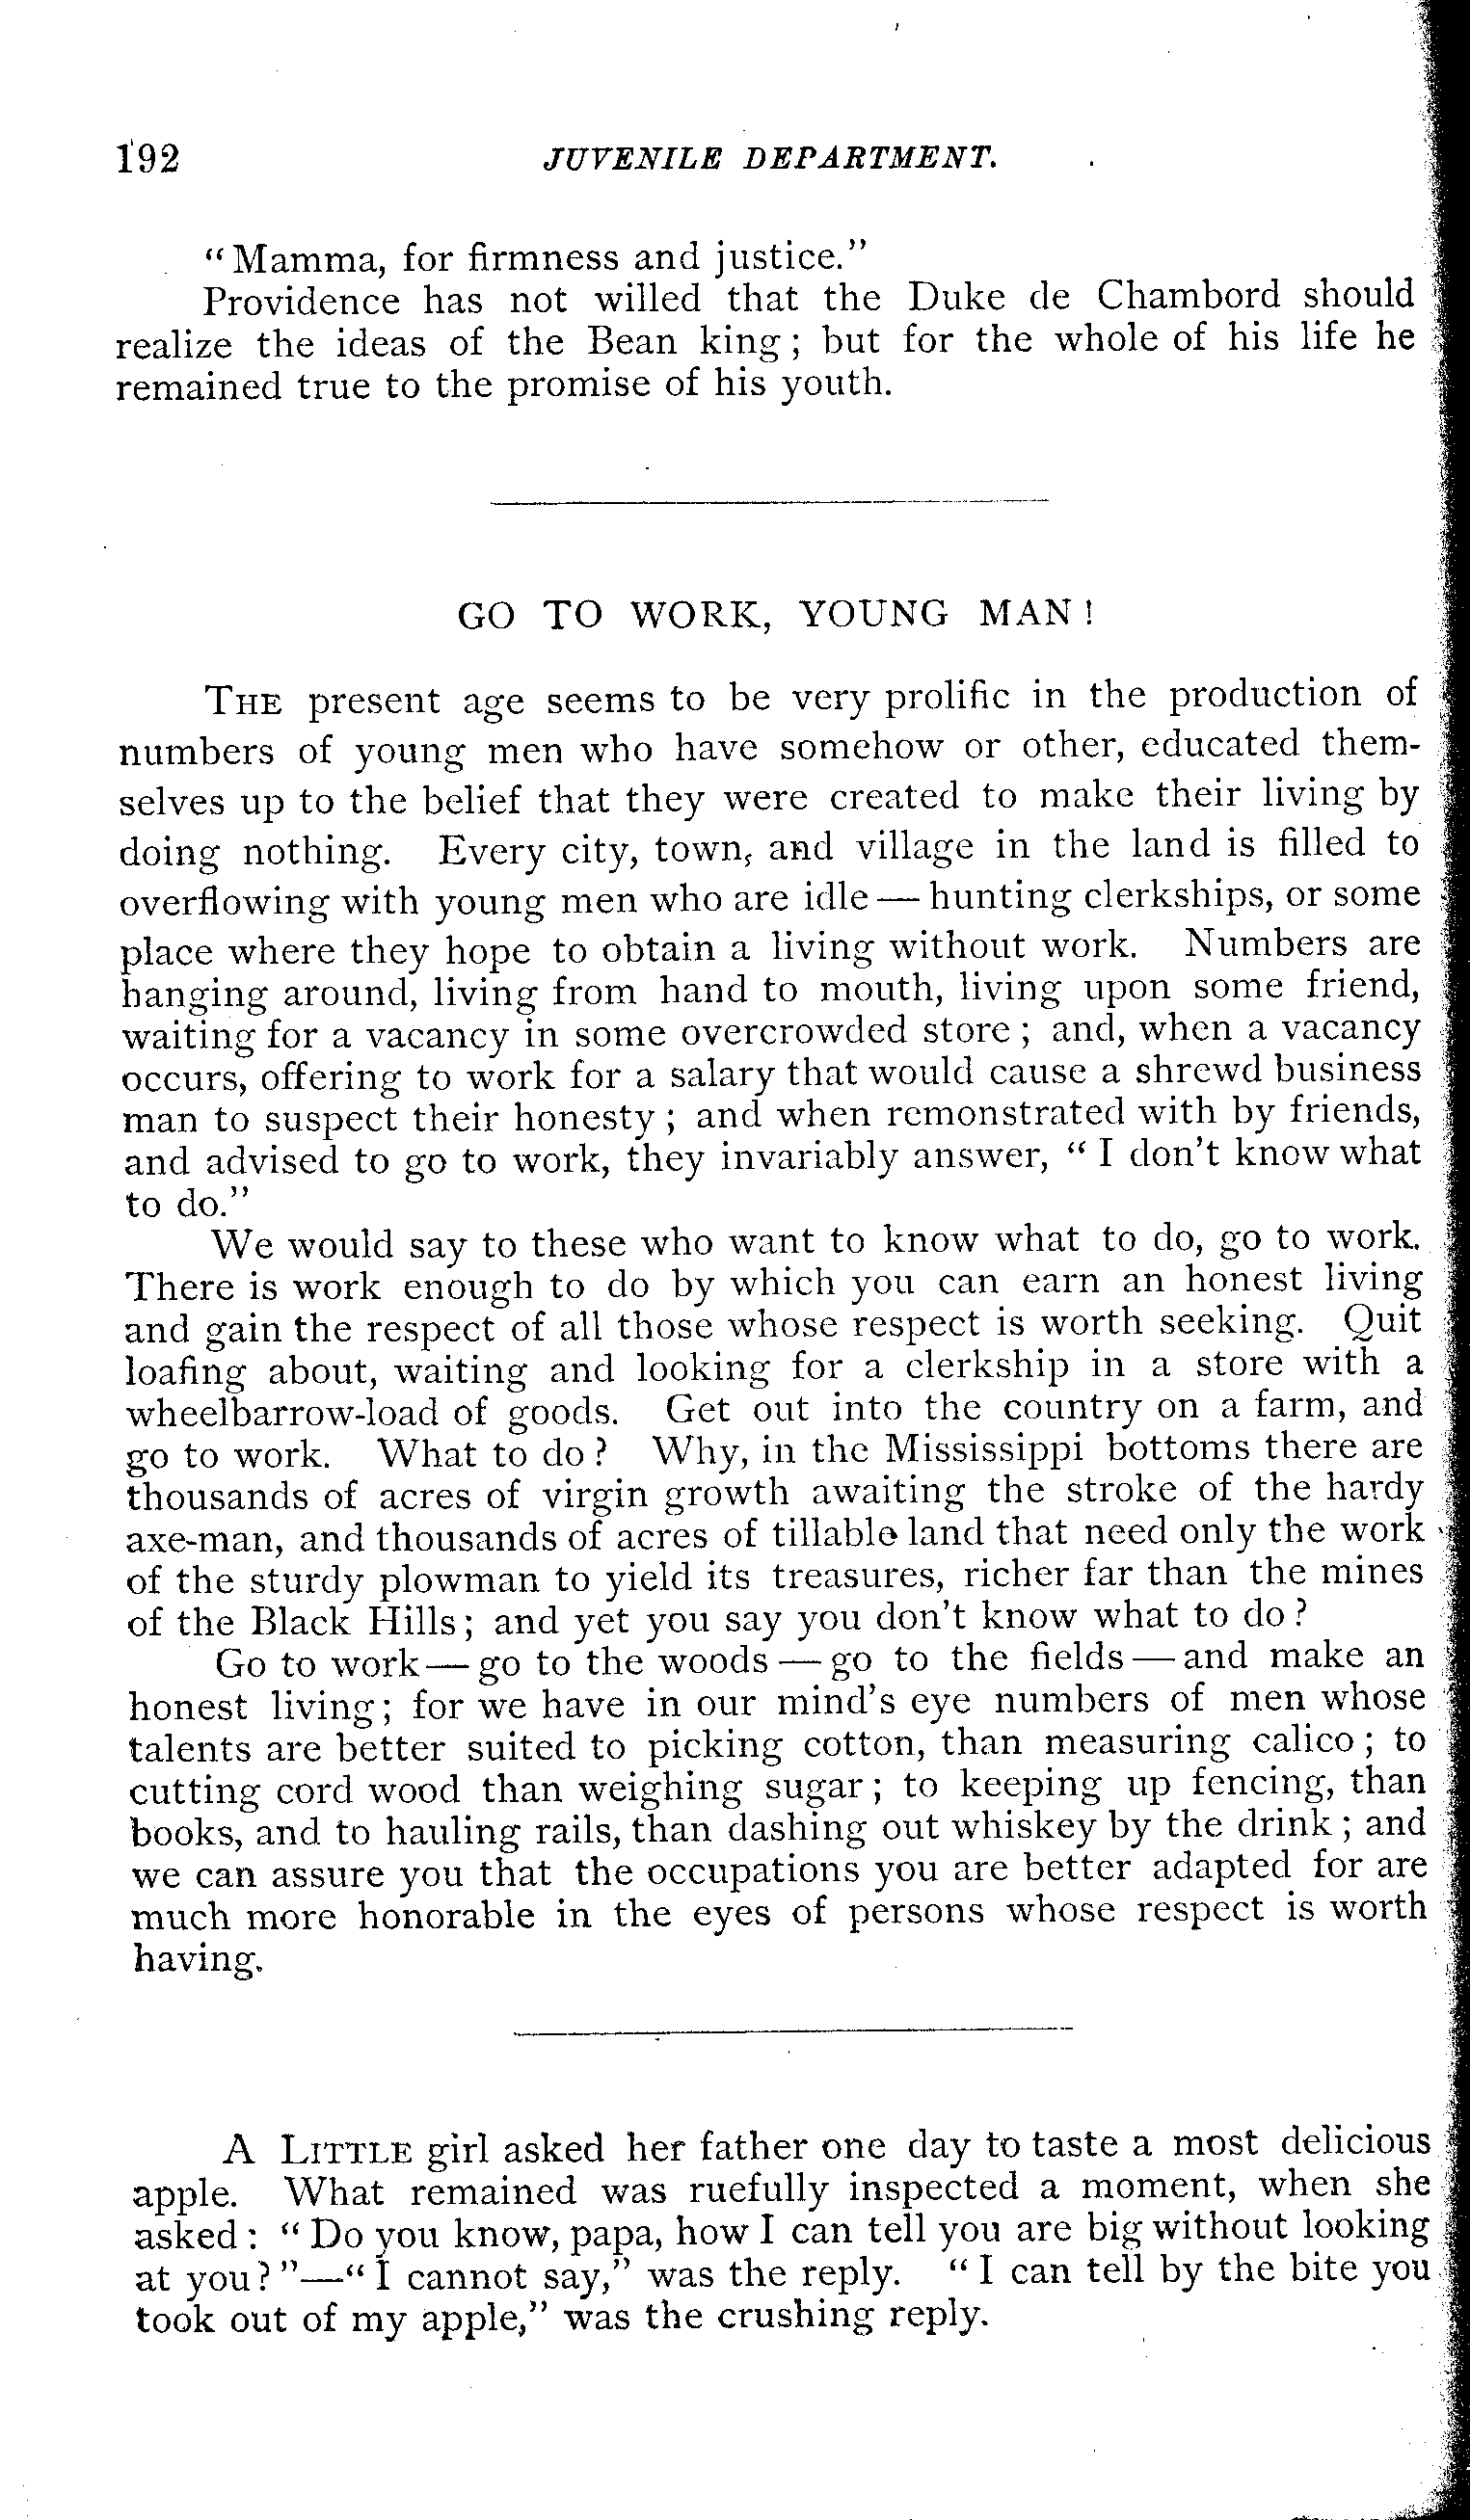 192 JUVENILE DEPARTMENT.
“Mamma, for firmness and justice.”
Providence has not willed that the Duke de Chambord should
realize the ideas of the Bean king; but for the whole of his life he
remained true to the promise of his youth.
GO TO WORK, YOUNG MAN!
THE present age seems to be very prolific in the production of
numbers of young men who have somehow or other, educated them-
selves up to the belief that they were created to make their living by
doing nothing. Every city, town, and village in the land is filled to
overflowing with young men who are idle — hunting clerkships, or some
place where they hope to obtain a living without work. Numbers are
hanging around, living from hand to mouth, living upon some friend,
waiting for a vacancy in some overcrowded store; and, when a vacancy
occurs, offering to work for a salary that would cause a shrewd business
man to suspect their honesty; and when remonstrated with by friends,
and advised to go to work, they invariably answer, “I don't know what
to do.”
We would say to these who want to know what to do, go to work.
There is work enough to do by which you can earn an honest living
and gain the respect of all those whose respect is worth seeking. Quit
loafing about, waiting and looking for a clerkship in a store with a
wheelbarrow-load of goods. Get out into the country on a farm, and
go to work. What to do? Why, in the Mississippi bottoms there are
thousands of acres of virgin growth awaiting the stroke of the hardy
axe-man, and thousands of acres of tillable land that need only the work
of the sturdy plowman to yield its treasures, richer far than the mines
of the Black Hills; and yet you say you don't know what to do?
Go to work — go to the woods — go to the fields — and make an
honest living; for we have in our mind's eye numbers of men whose
talents are better suited to picking cotton, than measuring calico; to
cutting cord wood than weighing sugar; to keeping up fencing, than
books, and to hauling rails, than dashing out whiskey by the drink; and
we can assure you that the occupations you are better adapted for are
much more honorable in the eyes of persons whose respect is worth
having.
A LITTLE girl asked her father one day to taste a most delicious
apple. What remained was ruefully inspected a moment, when she
asked: “Do you know, papa, how I can tell you are big without looking
at you?”—“I cannot say,” was the reply. “I can tell by the bite you
took out of my apple,” was the crushing reply.